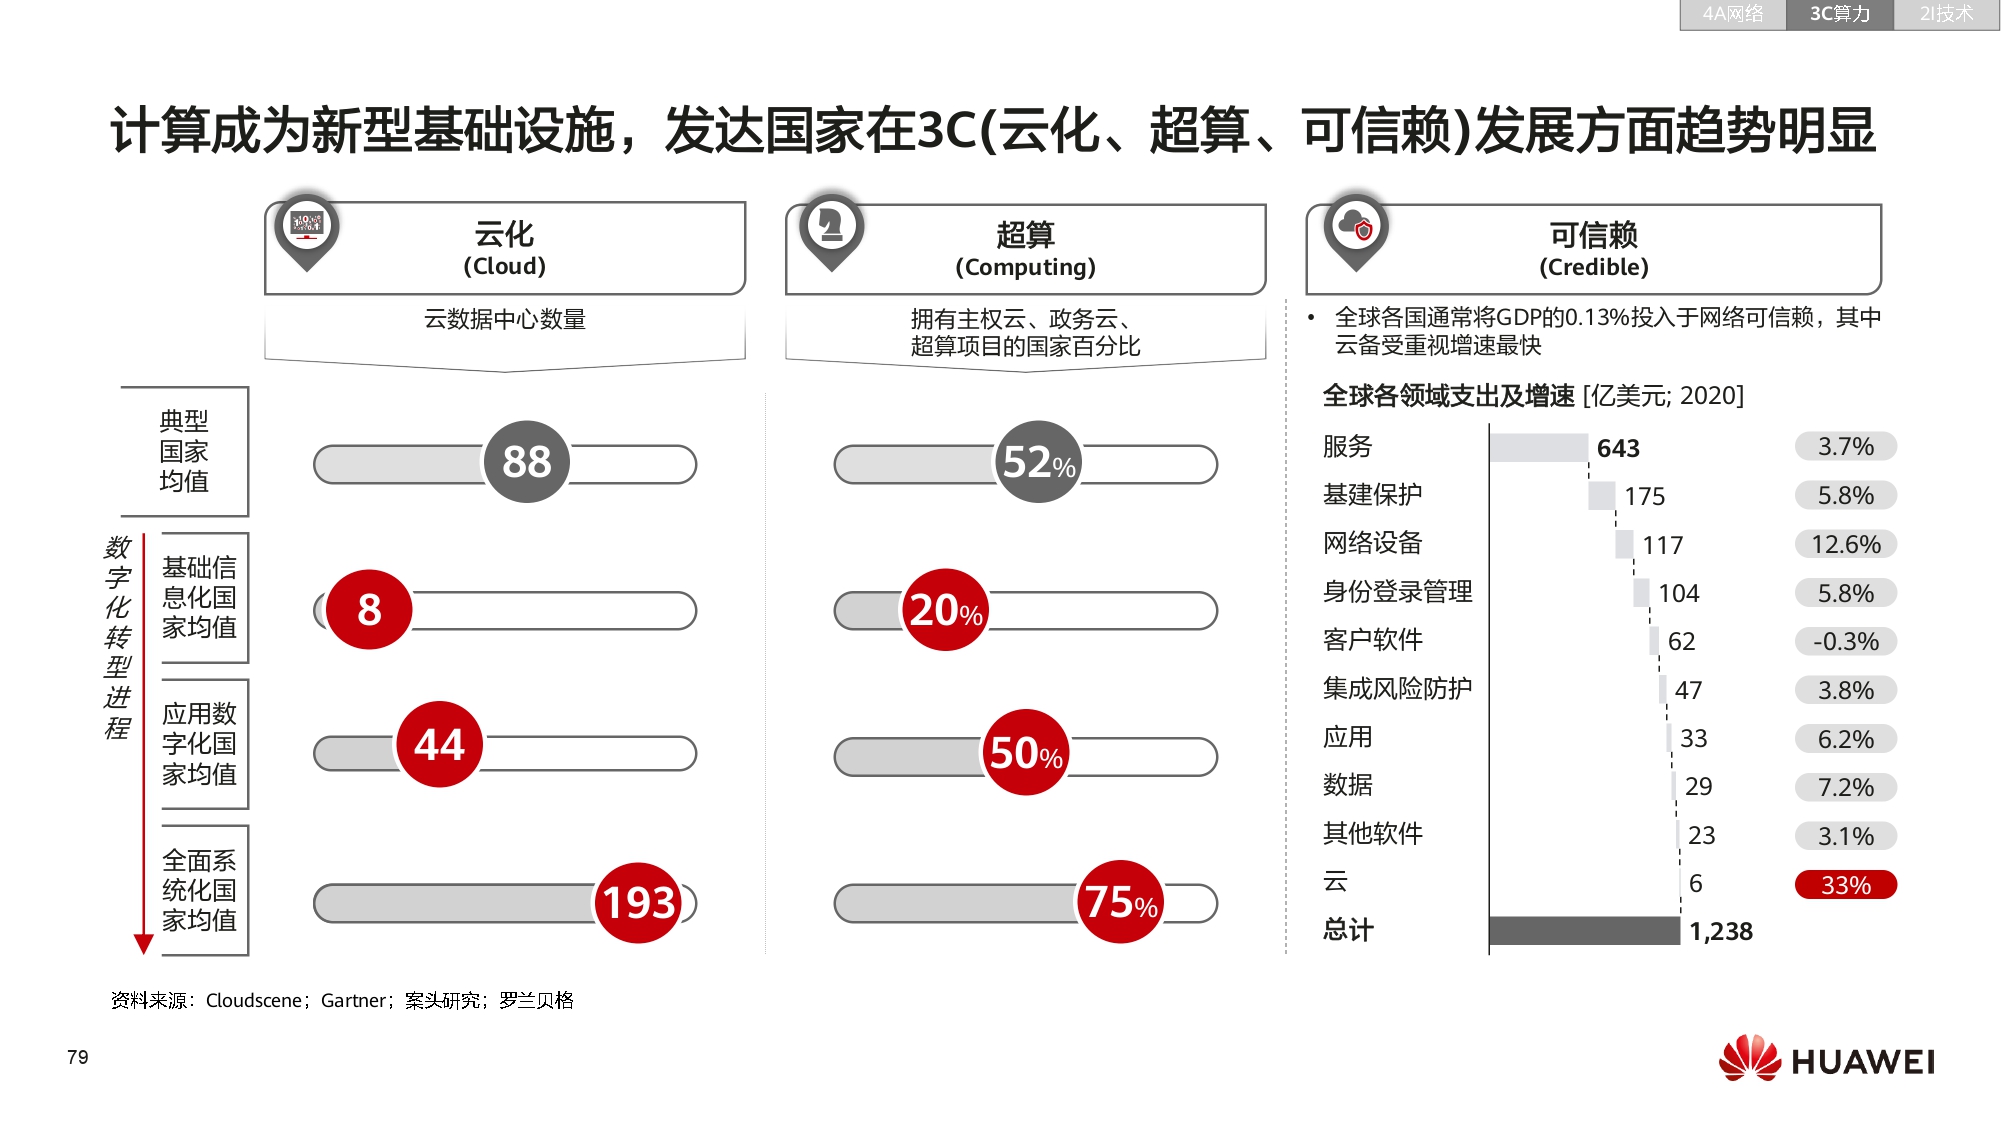 4A网络
3C算力
2I技术
计算成为新型基础设施，发达国家在3C(云化、超算、可信赖)发展方面趋势明显
云化
(Cloud)
超算
(Computing)
可信赖
(Credible)
云数据中心数量
拥有主权云、政务云、
超算项目的国家百分比
• 全球各国通常将GDP的0.13%投入于网络可信赖，其中
云备受重视增速最快
全球各领域支出及增速 [亿美元; 2020]
数字化转型进程
典型
国家
均值
88
52%
基础信
息化国
家均值
8
20%
应用数
字化国
家均值
44
50%
全面系
统化国
家均值
193
75%
服务 643 3.7%
基建保护 175 5.8%
网络设备 117 12.6%
身份登录管理 104 5.8%
客户软件 62 -0.3%
集成风险防护 47 3.8%
应用 33 6.2%
数据 29 7.2%
其他软件 23 3.1%
云 6 33%
总计 1,238
资料来源：Cloudscene；Gartner；案头研究；罗兰贝格
79
HUAWEI